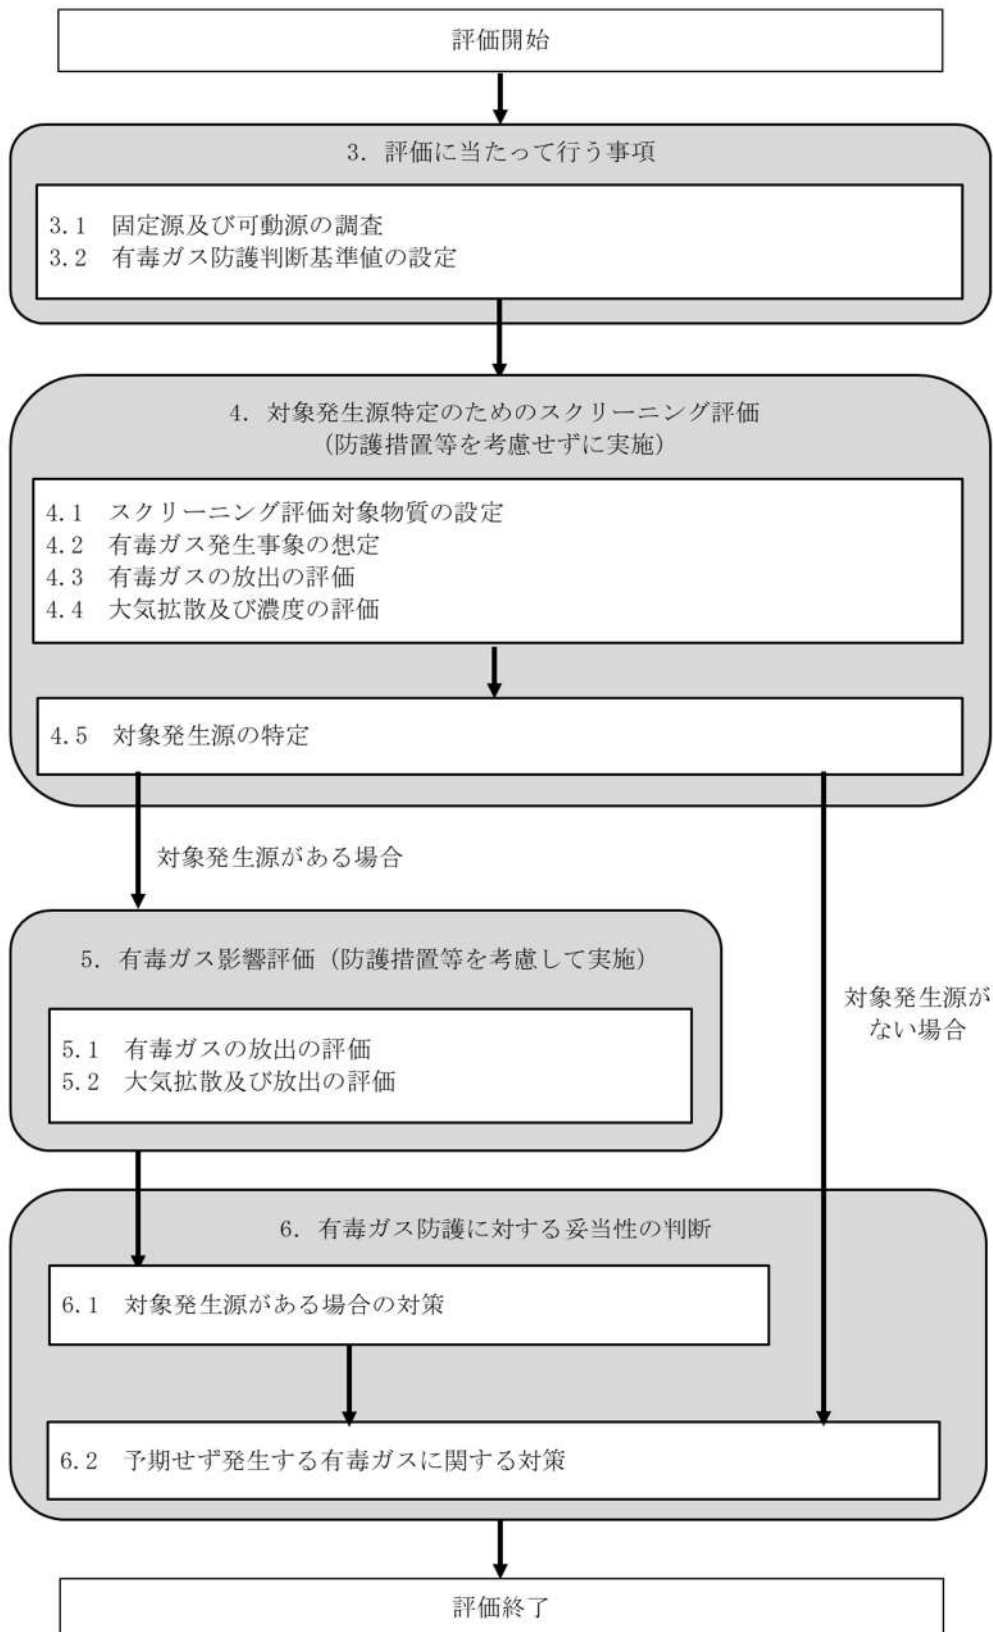 評価開始
3. 評価に当たって行う事項
3.1 固定源及び可動源の調査
3.2 有毒ガス防護判断基準値の設定
4. 対象発生源特定のためのスクリーニング評価
(防護措置等を考慮せずに実施)
4.1 スクリーニング評価対象物質の設定
4.2 有毒ガス発生事象の想定
4.3 有毒ガスの放出の評価
4.4 大気拡散及び濃度の評価
4.5 対象発生源の特定
対象発生源がある場合
5. 有毒ガス影響評価(防護措置等を考慮して実施)
5.1 有毒ガスの放出の評価
5.2 大気拡散及び放出の評価
対象発生源が
ない場合
6. 有毒ガス防護に対する妥当性の判断
6.1 対象発生源がある場合の対策
6.2 予期せず発生する有毒ガスに関する対策
評価終了